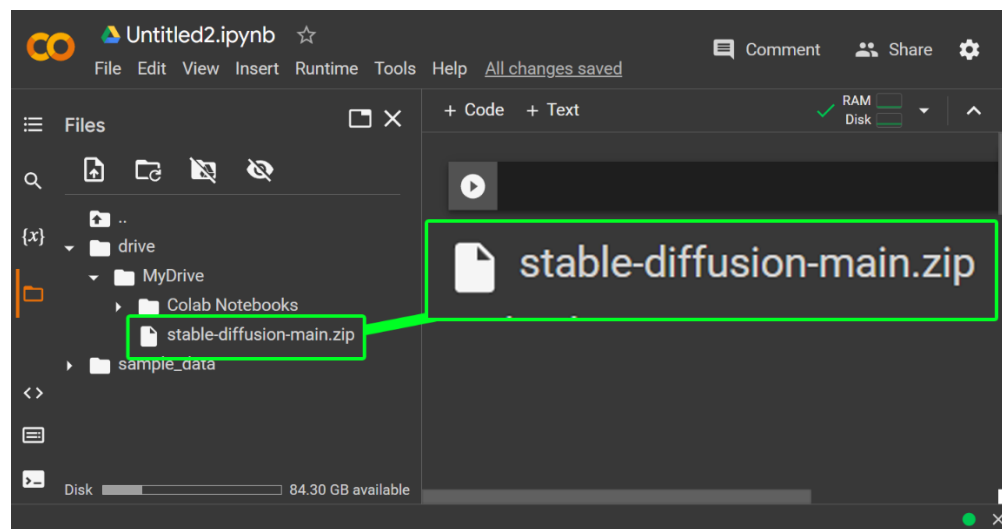 Untitled2.ipynb
File Edit View Insert Runtime Tools Help All changes saved
Comment
Share
Files
+ Code + Text
RAM
Disk
{x}
..
drive
MyDrive
Colab Notebooks
stable-diffusion-main.zip
sample_data
stable-diffusion-main.zip
Disk 84.30 GB available